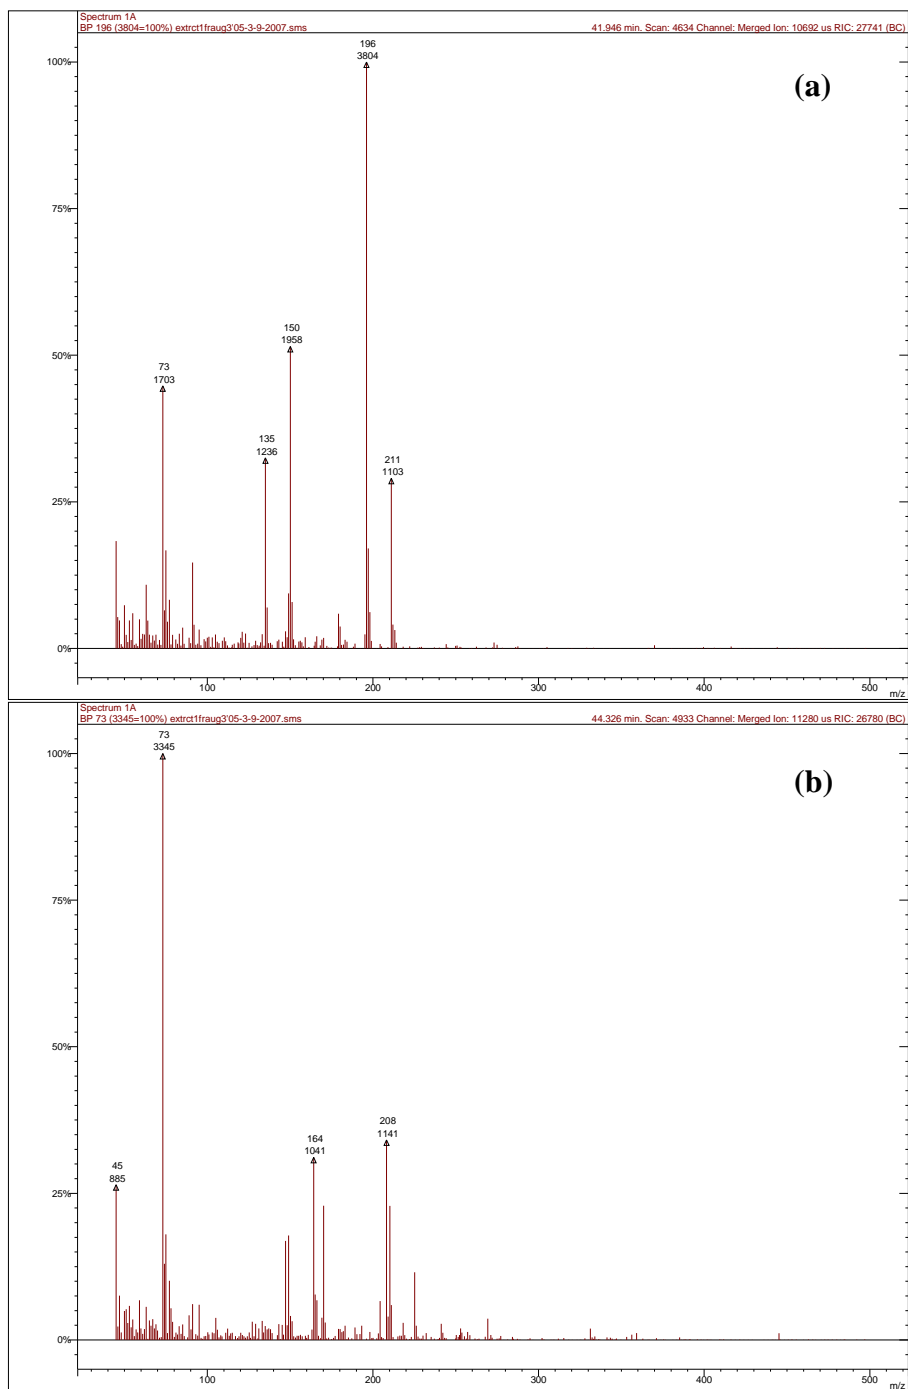 Spectrum 1A
BP 196 (3804=100%) extrct1fraug3'05-3-9-2007.sms 41.946 min. Scan: 4634 Channel: Merged Ion: 10692 us RIC: 27741 (BC)
196
3804
100%
(a)
75%
150
1958
50%
73
1703
135
1236
211
1103
25%
0%
100 200 300 400 500
m/z
Spectrum 1A
BP 73 (3345=100%) extrct1fraug3'05-3-9-2007.sms 44.326 min. Scan: 4933 Channel: Merged Ion: 11280 us RIC: 26780 (BC)
73
3345
100%
(b)
75%
50%
208
1141
164
1041
45
885
25%
0%
100 200 300 400 500
m/z